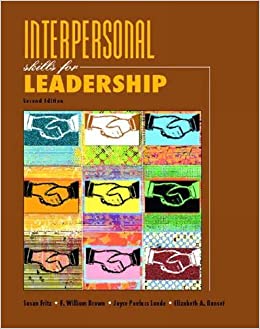 INTERPERSONAL
skills for
LEADERSHIP
Second Edition
Susan Fritz • F. William Brown • Joyce Povlacs Lunde • Elizabeth A. Banset